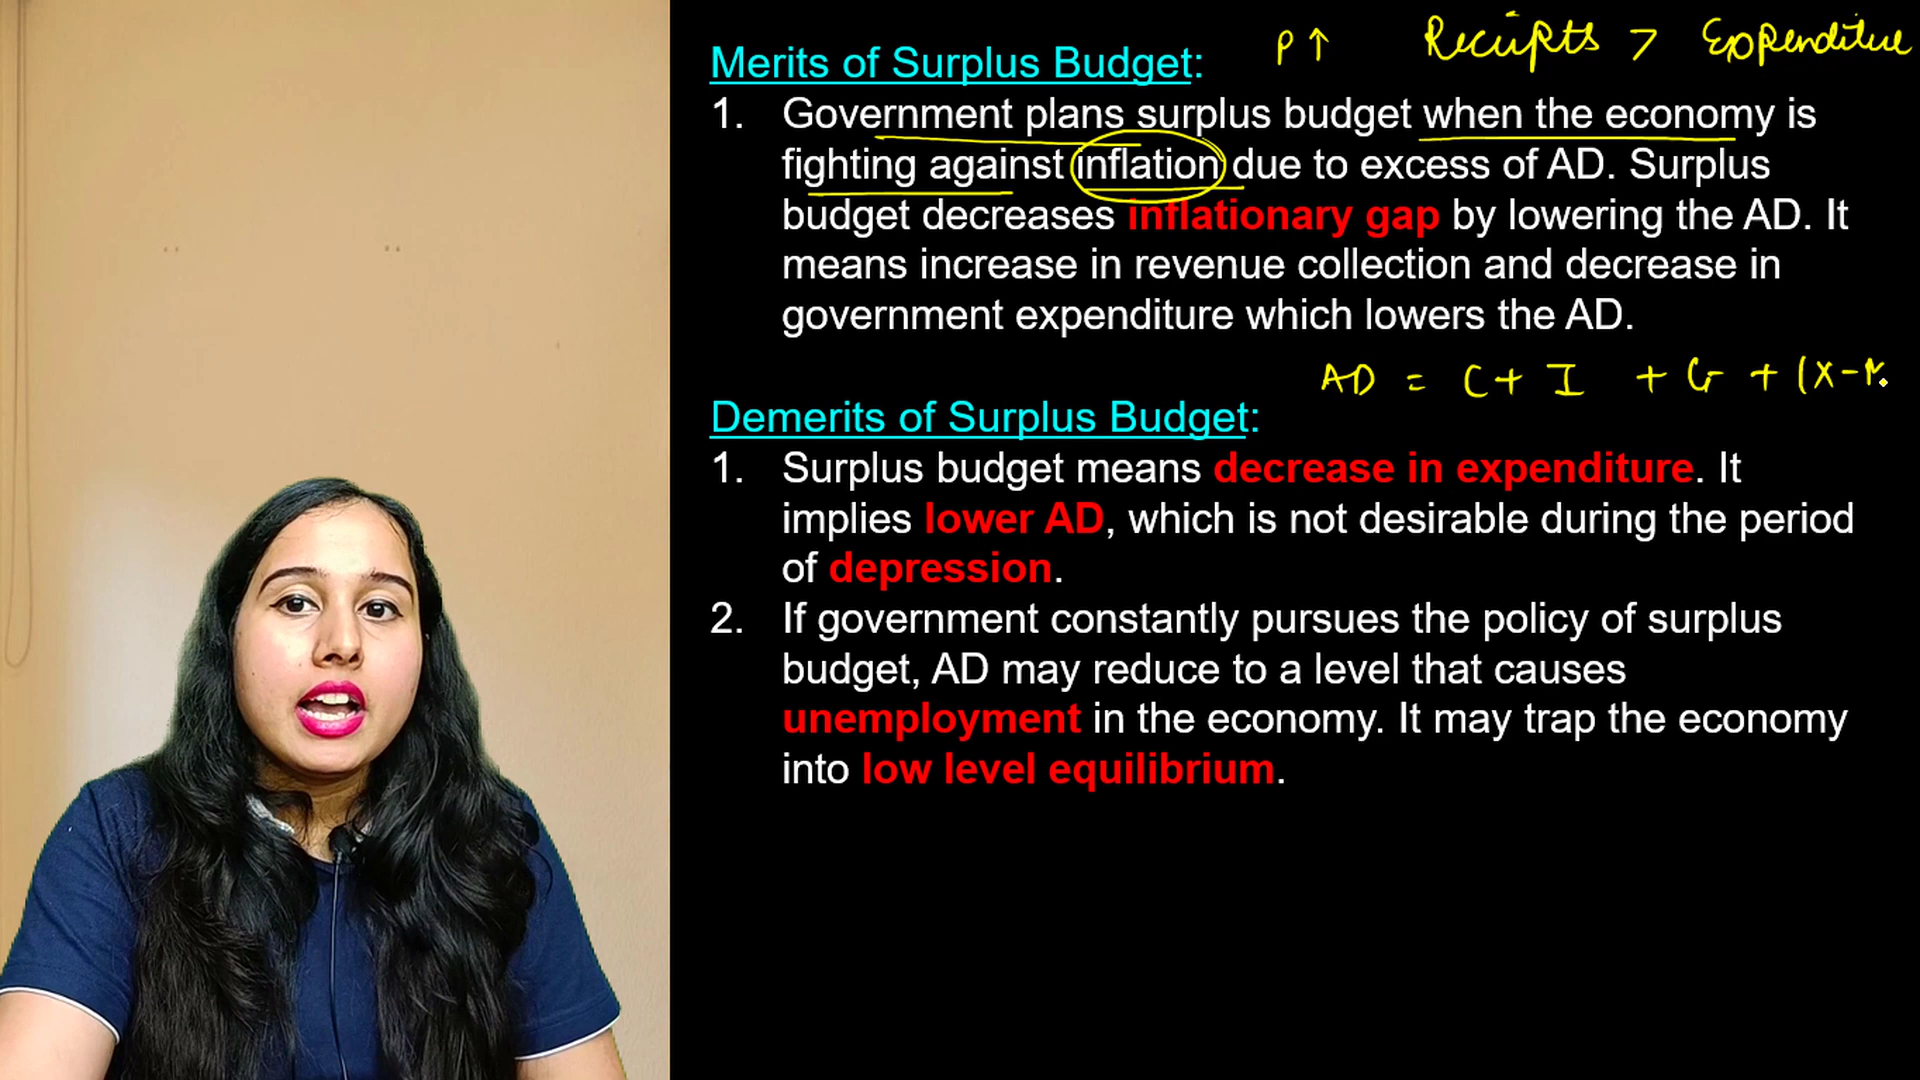 P↑ Receipts > Expenditure
Merits of Surplus Budget:
1. Government plans surplus budget when the economy is
fighting against inflation due to excess of AD. Surplus
budget decreases inflationary gap by lowering the AD. It
means increase in revenue collection and decrease in
government expenditure which lowers the AD.
AD = C+ I + G + (X-M
Demerits of Surplus Budget:
1. Surplus budget means decrease in expenditure. It
implies lower AD, which is not desirable during the period
of depression.
2. If government constantly pursues the policy of surplus
budget, AD may reduce to a level that causes
unemployment in the economy. It may trap the economy
into low level equilibrium.